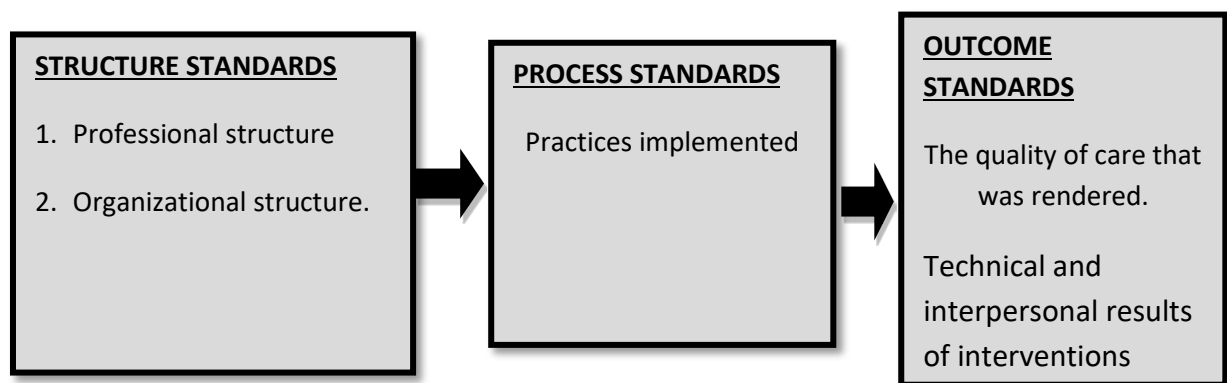 STRUCTURE STANDARDS
1. Professional structure
2. Organizational structure.
PROCESS STANDARDS
Practices implemented
OUTCOME
STANDARDS
The quality of care that
was rendered.
Technical and
interpersonal results
of interventions